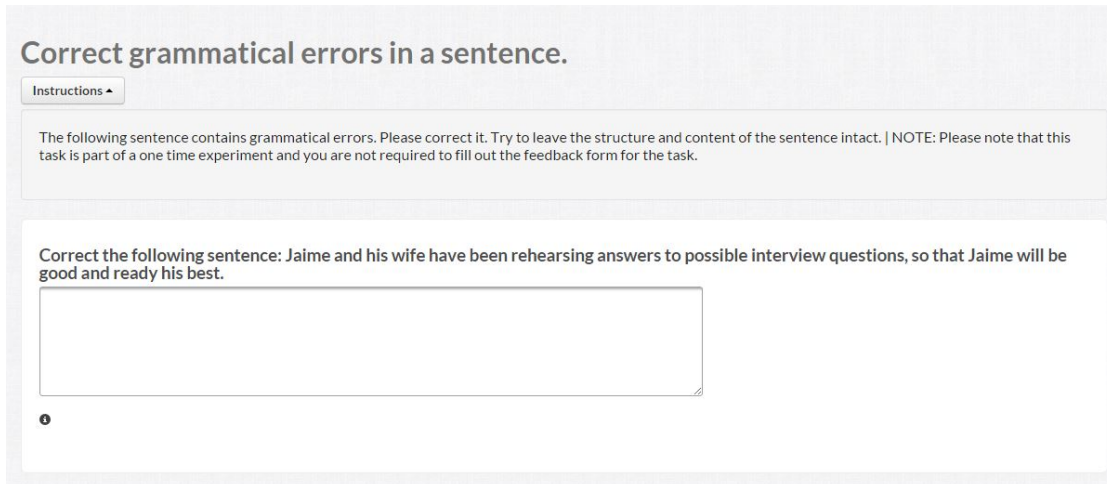 Correct grammatical errors in a sentence.
Instructions
The following sentence contains grammatical errors. Please correct it. Try to leave the structure and content of the sentence intact. | NOTE: Please note that this
task is part of a one time experiment and you are not required to fill out the feedback form for the task.
Correct the following sentence: Jaime and his wife have been rehearsing answers to possible interview questions, so that Jaime will be
good and ready his best.